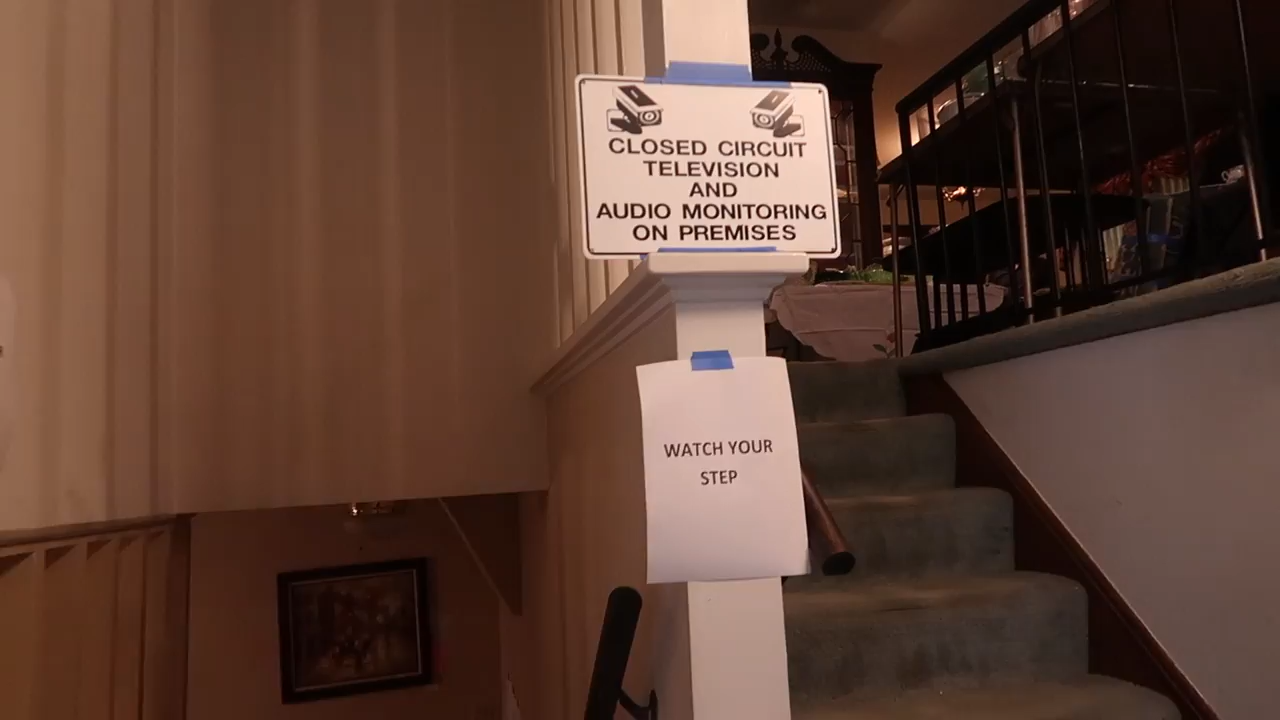 CLOSED CIRCUIT
TELEVISION
AND
AUDIO MONITORING
ON PREMISES
WATCH YOUR
STEP